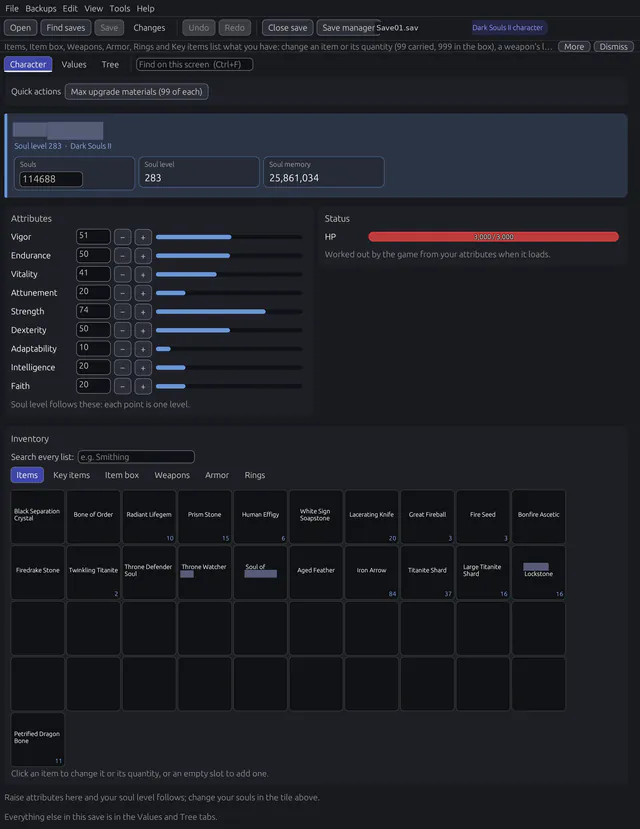 File Backups Edit View Tools Help
Open Find saves Save Changes Undo Redo Close save Save manager Save01.sav Dark Souls II character
Items, Item box, Weapons, Armor, Rings and Key items list what you have: change an item or its quantity (99 carried, 999 in the box), a weapon's l... More Dismiss
Character Values Tree Find on this screen (Ctrl+F)
Quick actions Max upgrade materials (99 of each)
Soul level 283 · Dark Souls II
Souls Soul level Soul memory
114688 283 25,861,034
Attributes
Vigor 51 − +
Endurance 50 − +
Vitality 41 − +
Attunement 20 − +
Strength 74 − +
Dexterity 50 − +
Adaptability 10 − +
Intelligence 20 − +
Faith 20 − +
Soul level follows these: each point is one level.
Status
HP 3,000 / 3,000
Worked out by the game from your attributes when it loads.
Inventory
Search every list: e.g. Smithing
Items Key items Item box Weapons Armor Rings
Black Separation Crystal
Bone of Order
Radiant Lifegem 10
Prism Stone 15
Human Effigy 6
White Sign Soapstone
Lacerating Knife 20
Great Fireball 3
Fire Seed 3
Bonfire Ascetic
Firedrake Stone
Twinkling Titanite 2
Throne Defender Soul
Throne Watcher
Soul of
Aged Feather
Iron Arrow 84
Titanite Shard 37
Large Titanite Shard 16
Lockstone 16
Petrified Dragon Bone 11
Click an item to change it or its quantity, or an empty slot to add one.
Raise attributes here and your soul level follows; change your souls in the tile above.
Everything else in this save is in the Values and Tree tabs.